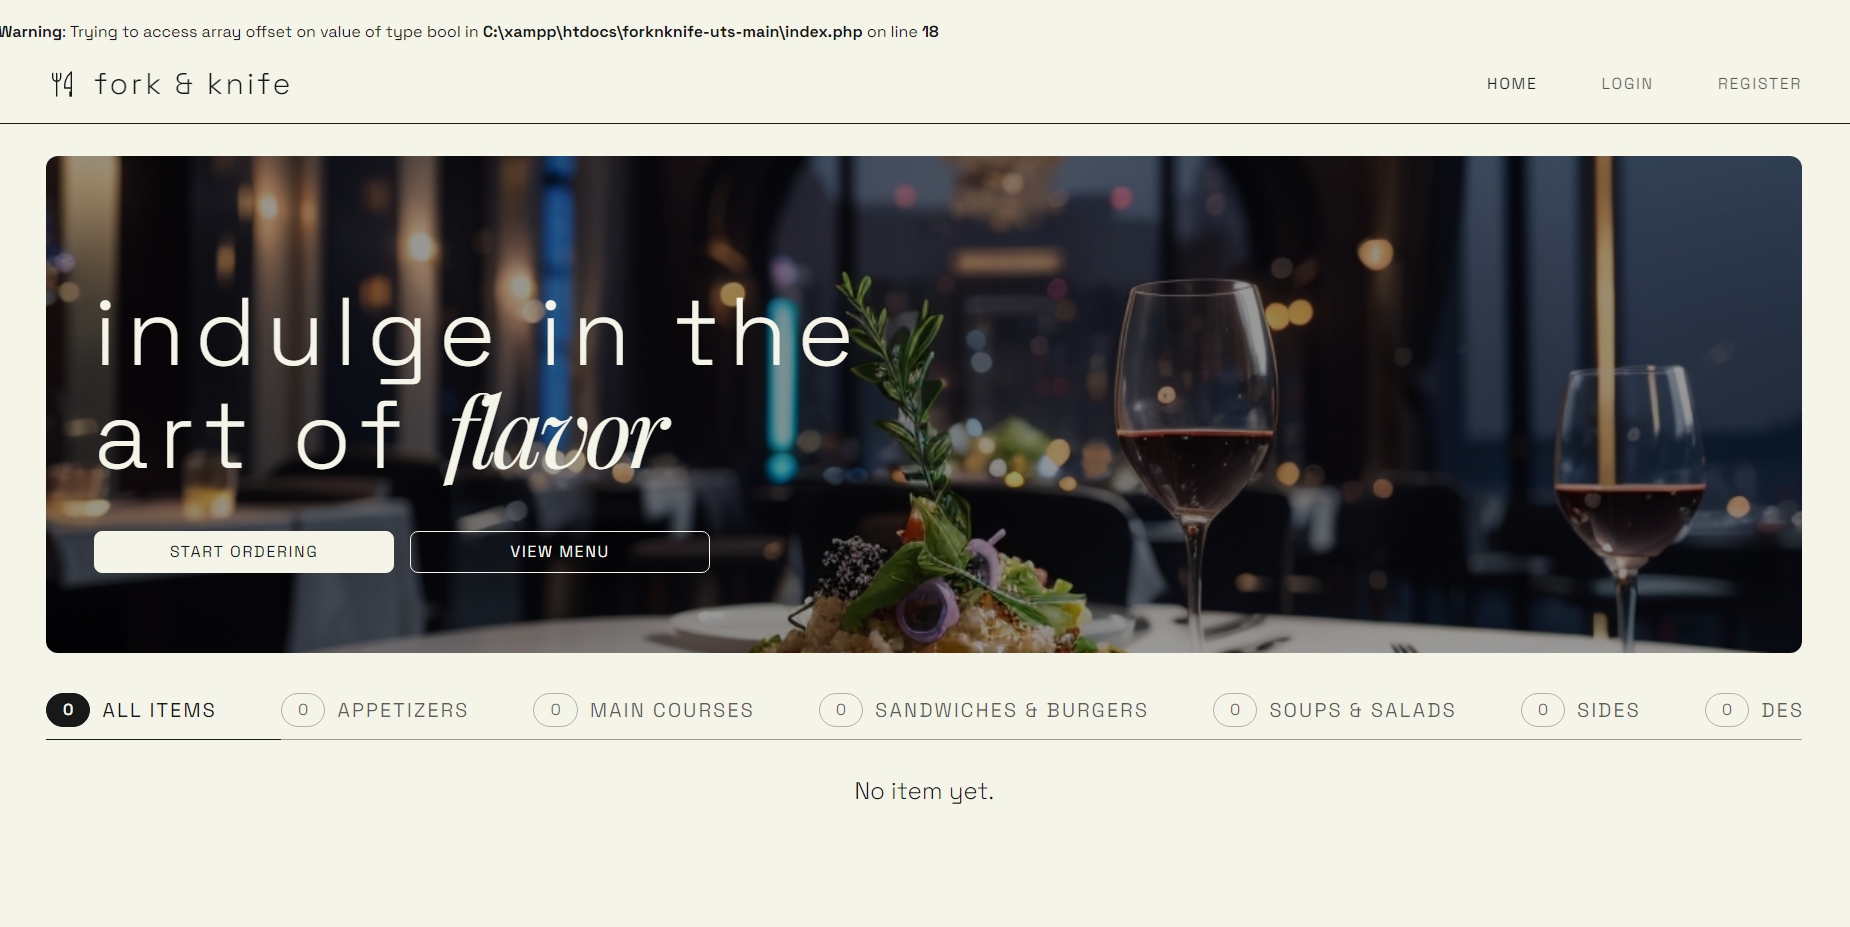 Warning: Trying to access array offset on value of type bool in C:\xampp\htdocs\forknknife-uts-main\index.php on line 18
fork & knife
HOME LOGIN REGISTER
indulge in the
art of flavor
START ORDERING VIEW MENU
0 ALL ITEMS 0 APPETIZERS 0 MAIN COURSES 0 SANDWICHES & BURGERS 0 SOUPS & SALADS 0 SIDES 0 DES
No item yet.